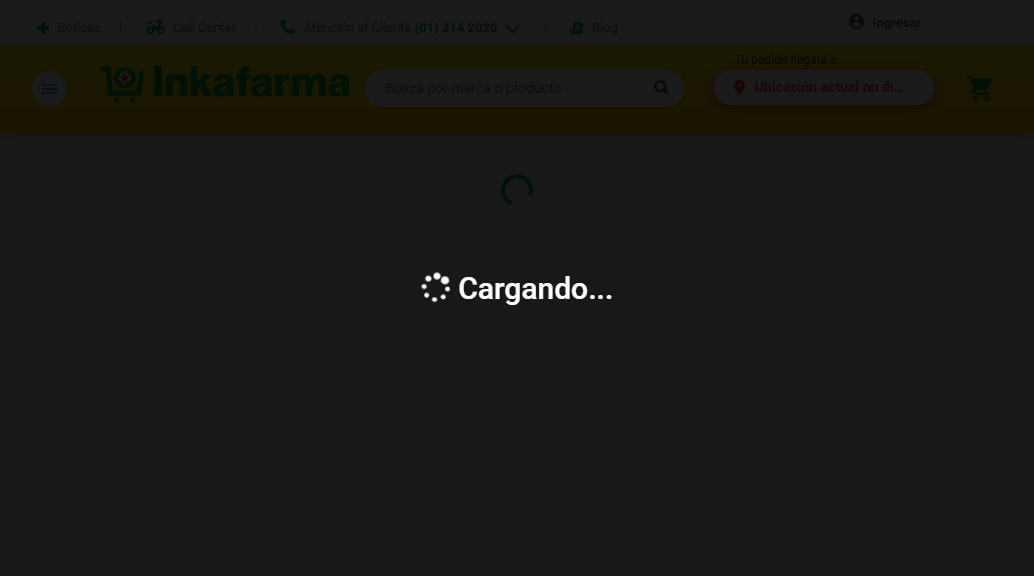 Boticas
Call Center
Atención al Cliente (01) 314 2020
Blog
Ingresar
Inkafarma
Busca por marca o producto
Tu pedido llegará a:
Ubicación actual no di...
Cargando...